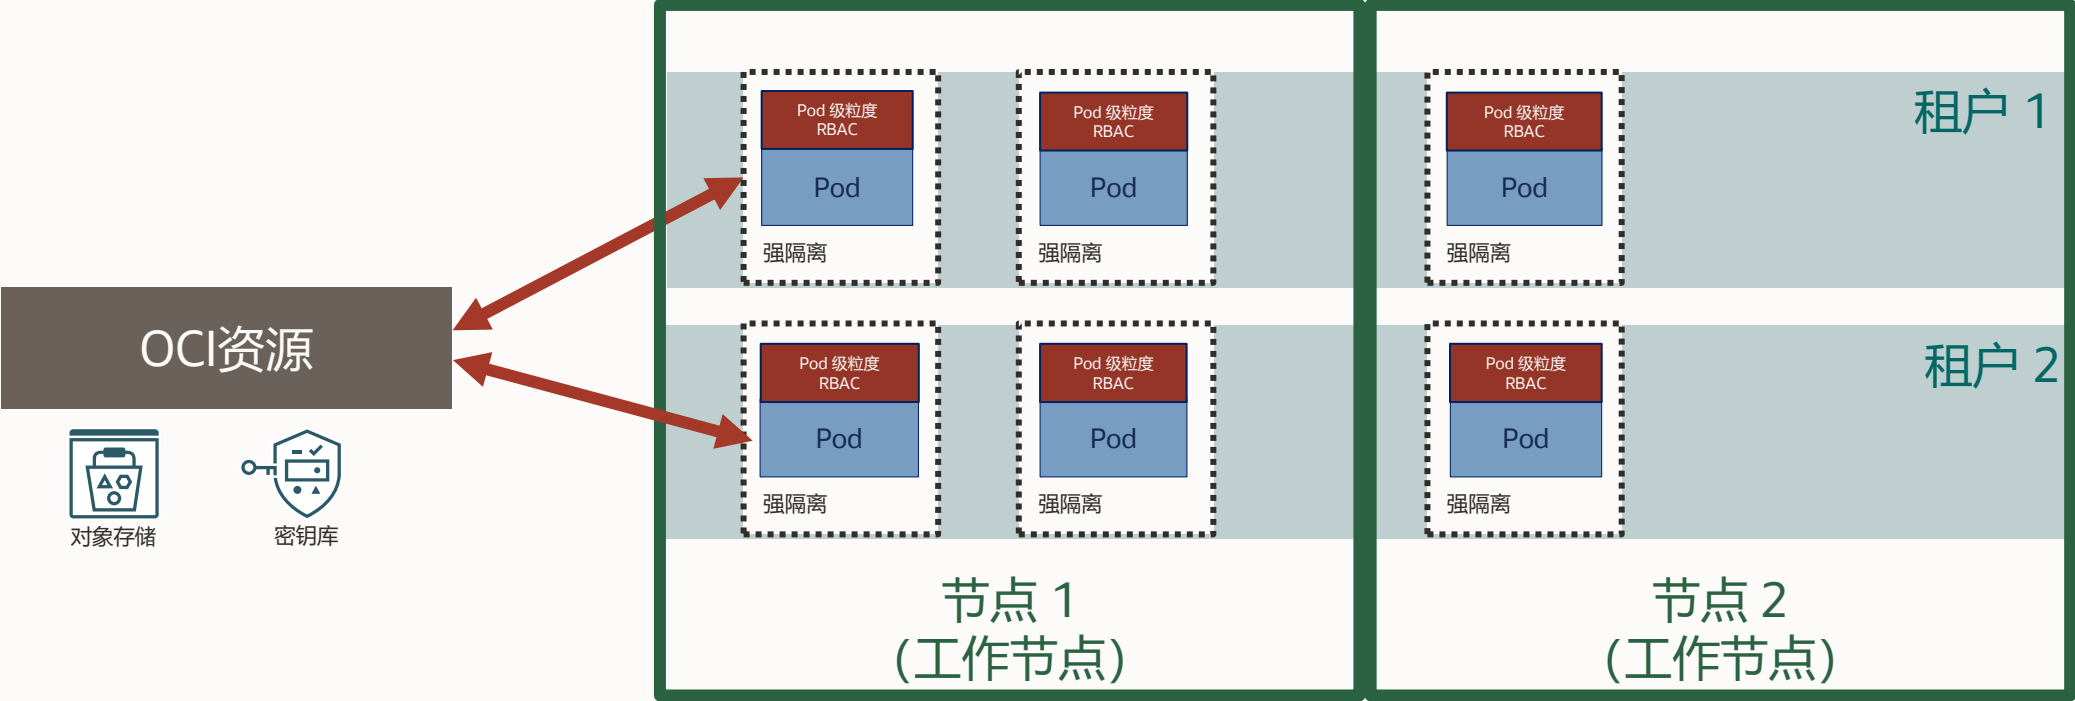 Pod 级粒度
RBAC
Pod
强隔离
Pod 级粒度
RBAC
Pod
强隔离
Pod 级粒度
RBAC
Pod
强隔离
租户 1
OCI资源
对象存储
密钥库
Pod 级粒度
RBAC
Pod
强隔离
Pod 级粒度
RBAC
Pod
强隔离
Pod 级粒度
RBAC
Pod
强隔离
租户 2
节点 1
(工作节点)
节点 2
(工作节点)